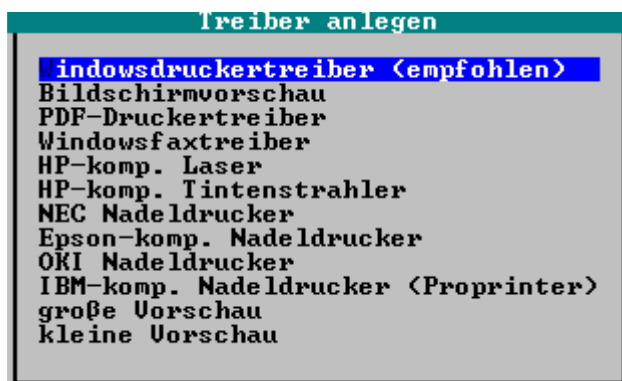 Treiber anlegen
Windowsdruckertreiber (empfohlen)
Bildschirmvorschau
PDF-Druckertreiber
Windowsfaxtreiber
HP-komp. Laser
HP-komp. Tintenstrahler
NEC Nadeldrucker
Epson-komp. Nadeldrucker
OKI Nadeldrucker
IBM-komp. Nadeldrucker (Proprinter)
große Vorschau
kleine Vorschau